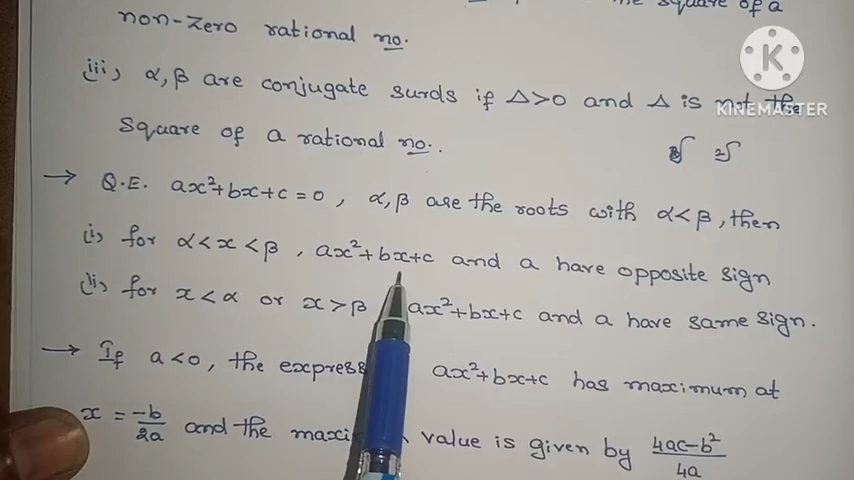 the square of a
non-zero rational no.
(iii) α, β are conjugate surds if Δ>0 and Δ is not the
square of a rational no..
→ Q.E. ax²+bx+c=0, α,β are the roots with α<β, then
(i) for α<x<β, ax²+bx+c and a have opposite sign
(ii) for x<α or x>β ax²+bx+c and a have same sign.
→ If a<0, the express ax²+bx+c has maximum at
x = -b/2a and the maxi value is given by 4ac-b²/4a
K
KINEMASTER